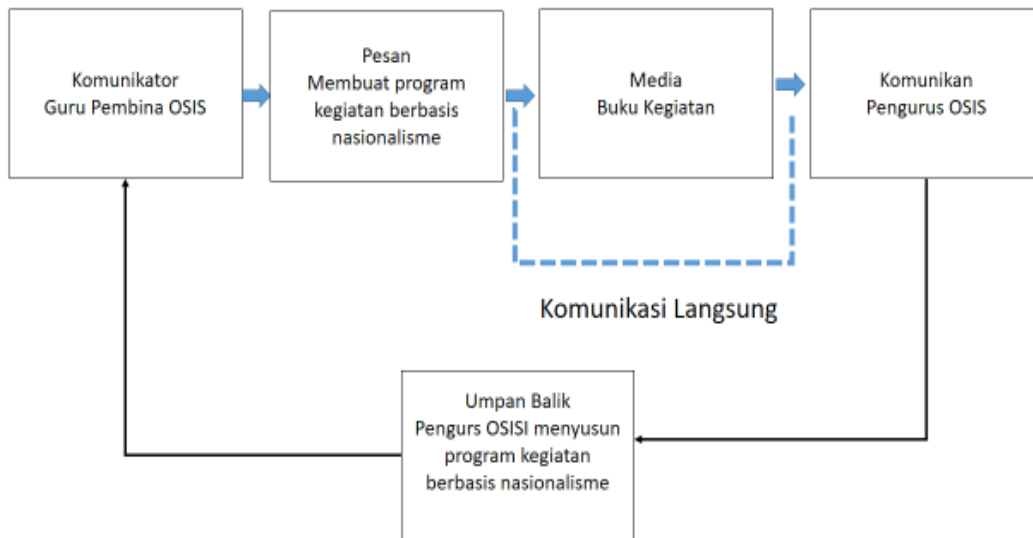 Komunikator
Guru Pembina OSIS
Pesan
Membuat program
kegiatan berbasis
nasionalisme
Media
Buku Kegiatan
Komunikan
Pengurus OSIS
Komunikasi Langsung
Umpan Balik
Pengurs OSISI menyusun
program kegiatan
berbasis nasionalisme